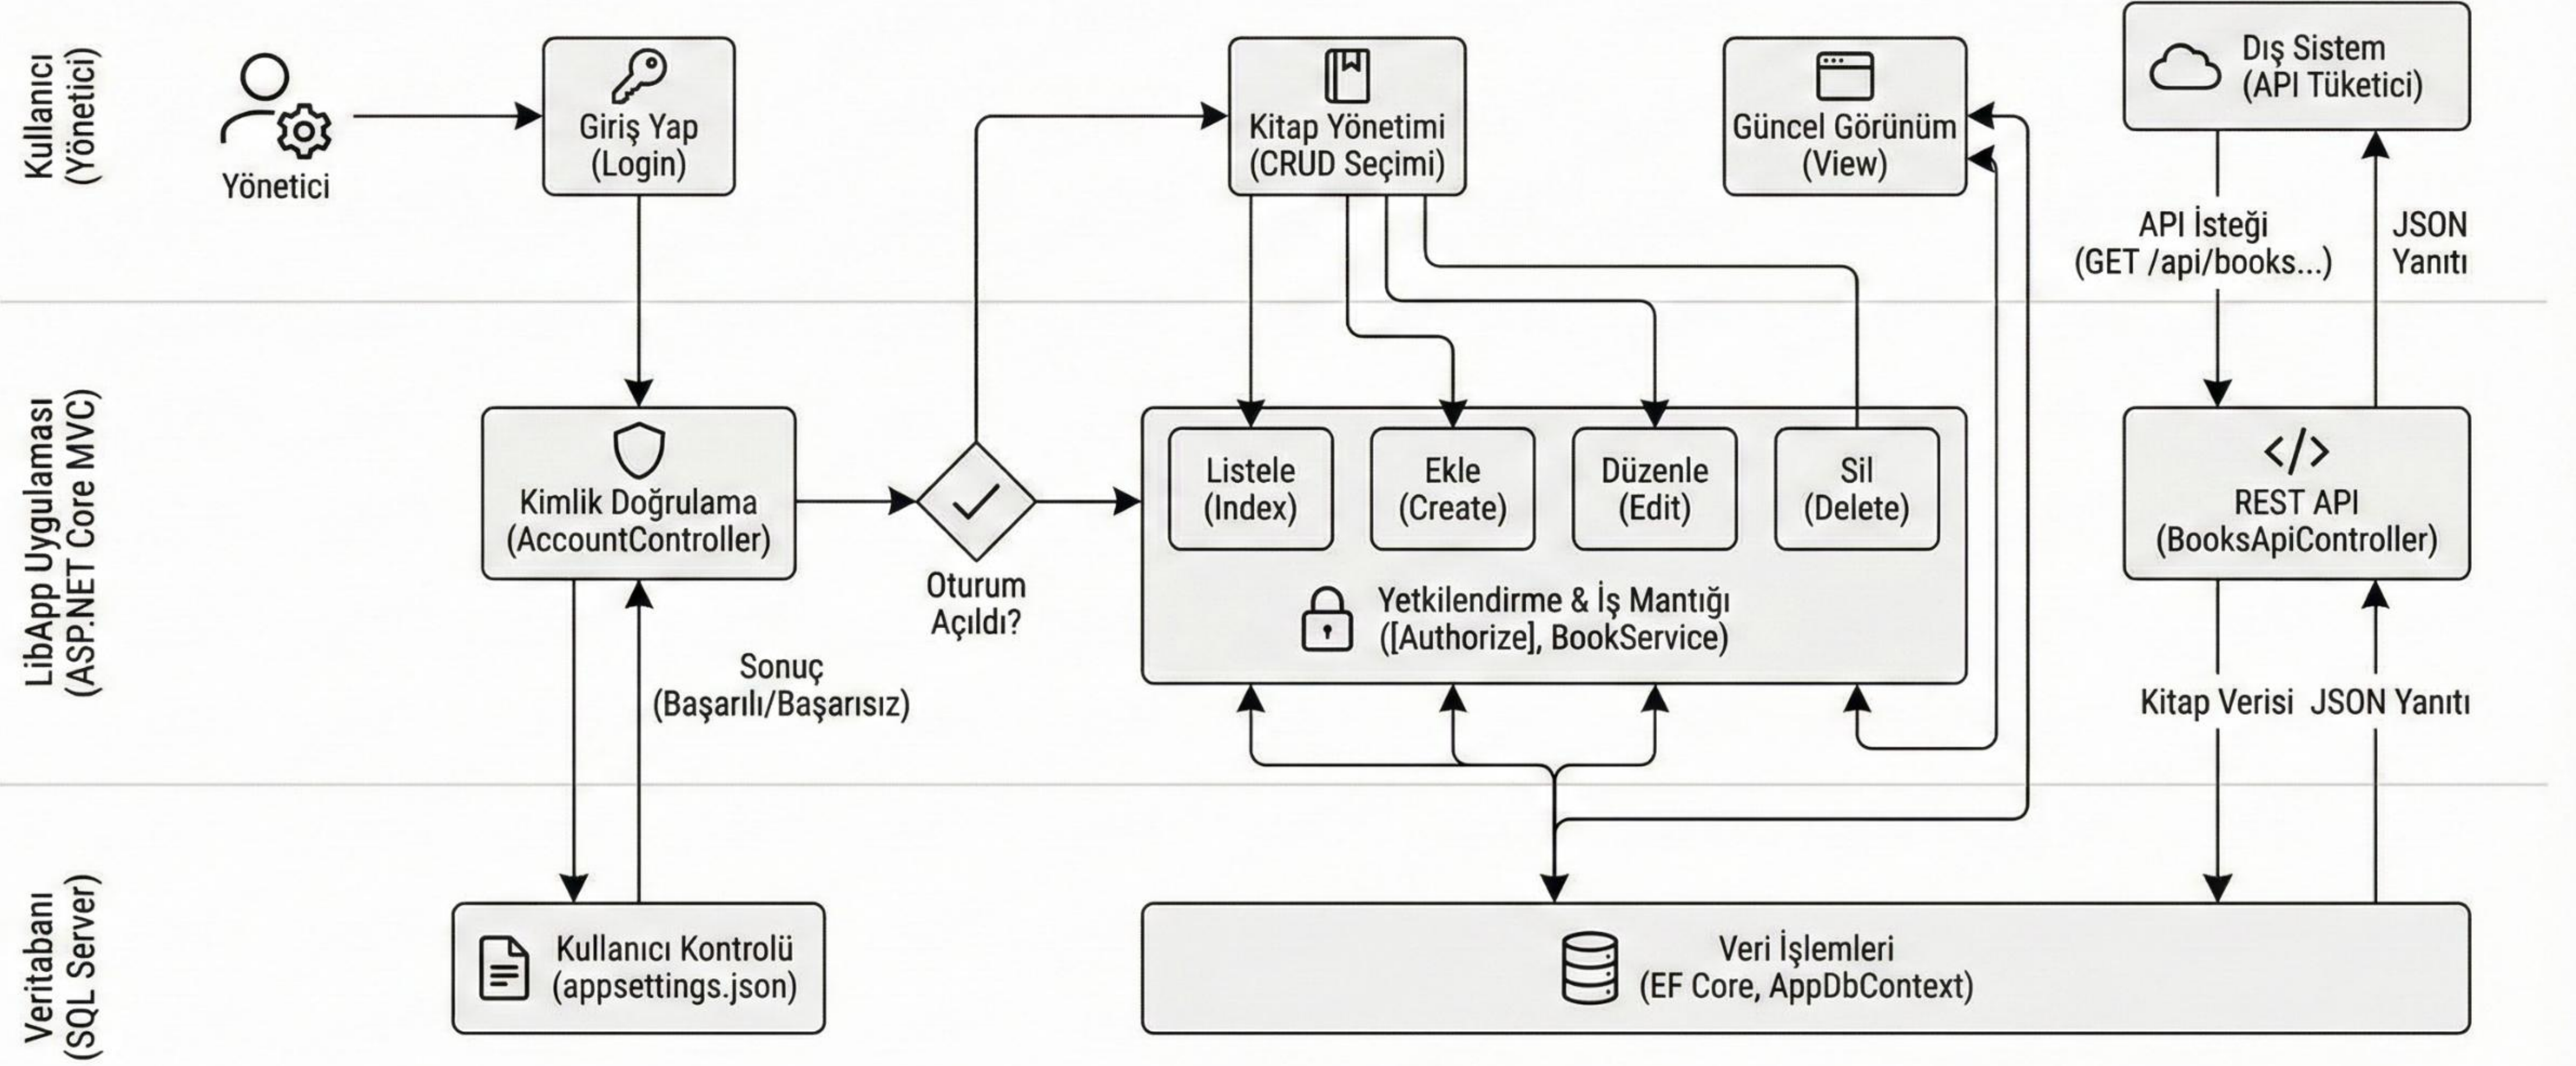 Kullanıcı
(Yönetici)
Yönetici
Giriş Yap
(Login)
Kitap Yönetimi
(CRUD Seçimi)
Güncel Görünüm
(View)
Dış Sistem
(API Tüketici)
API İsteği
(GET /api/books...)
JSON
Yanıtı
LibApp Uygulaması
(ASP.NET Core MVC)
Kimlik Doğrulama
(AccountController)
Oturum
Açıldı?
Sonuç
(Başarılı/Başarısız)
Listele
(Index)
Ekle
(Create)
Düzenle
(Edit)
Sil
(Delete)
Yetkilendirme & İş Mantığı
([Authorize], BookService)
</>
REST API
(BooksApiController)
Kitap Verisi
JSON Yanıtı
Veritabanı
(SQL Server)
Kullanıcı Kontrolü
(appsettings.json)
Veri İşlemleri
(EF Core, AppDbContext)